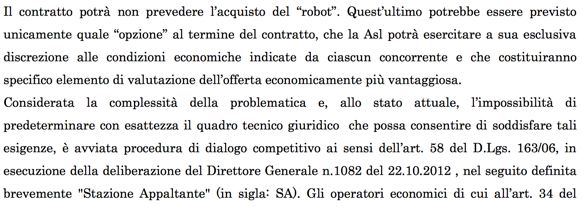 Il contratto potrà non prevedere l'acquisto del “robot”. Quest'ultimo potrebbe essere previsto
unicamente quale “opzione” al termine del contratto, che la Asl potrà esercitare a sua esclusiva
discrezione alle condizioni economiche indicate da ciascun concorrente e che costituiranno
specifico elemento di valutazione dell'offerta economicamente più vantaggiosa.
Considerata la complessità della problematica e, allo stato attuale, l'impossibilità di
predeterminare con esattezza il quadro tecnico giuridico che possa consentire di soddisfare tali
esigenze, è avviata procedura di dialogo competitivo ai sensi dell'art. 58 del D.Lgs. 163/06, in
esecuzione della deliberazione del Direttore Generale n.1082 del 22.10.2012 , nel seguito definita
brevemente "Stazione Appaltante" (in sigla: SA). Gli operatori economici di cui all'art. 34 del